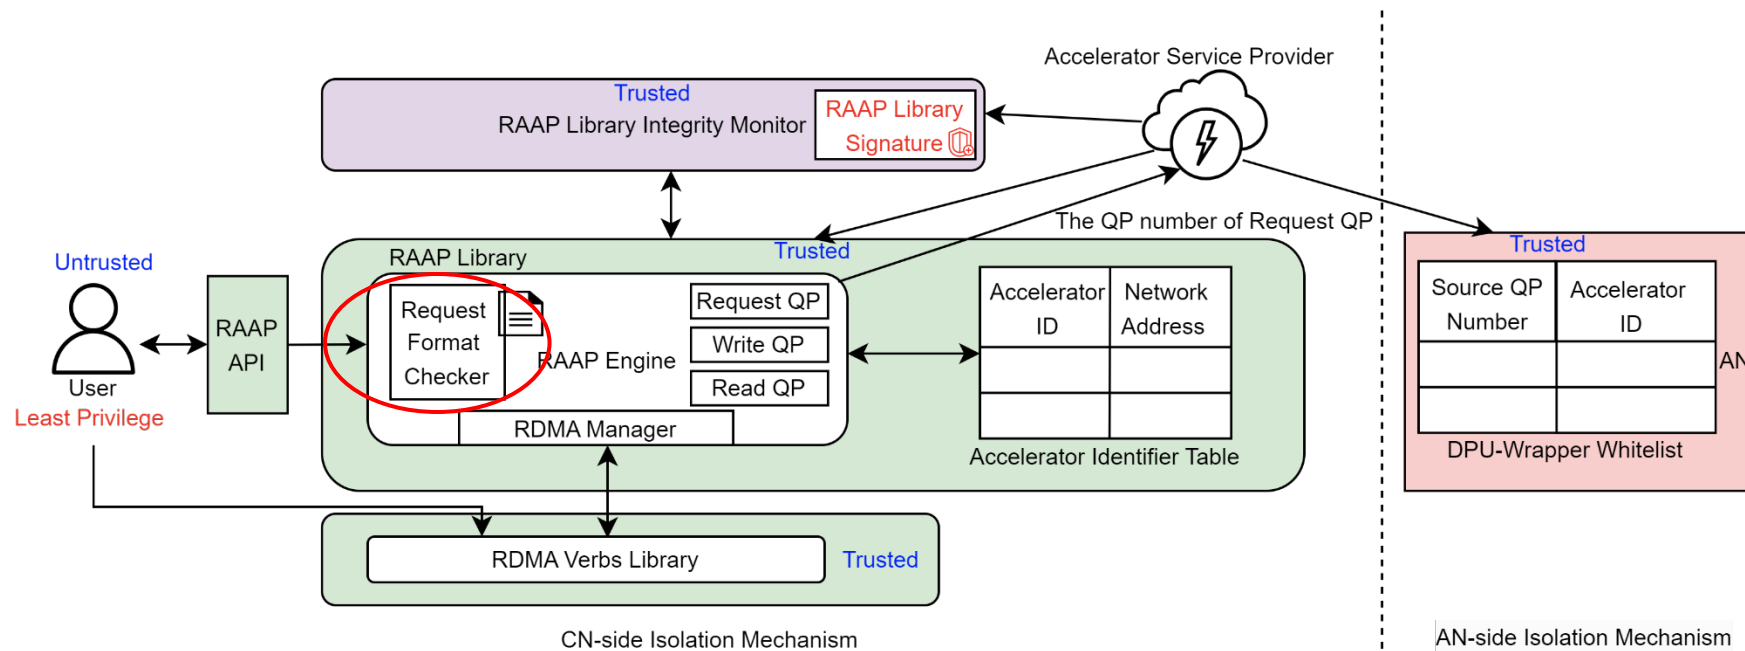 Accelerator Service Provider
Trusted
RAAP Library Integrity Monitor
RAAP Library
Signature
The QP number of Request QP
Untrusted
User
Least Privilege
RAAP
API
RAAP Library
Trusted
Request
Format
Checker
RAAP Engine
Request QP
Write QP
Read QP
RDMA Manager
Accelerator
ID
Network
Address
Accelerator Identifier Table
Trusted
Source QP
Number
Accelerator
ID
AN
DPU-Wrapper Whitelist
RDMA Verbs Library
Trusted
CN-side Isolation Mechanism
AN-side Isolation Mechanism